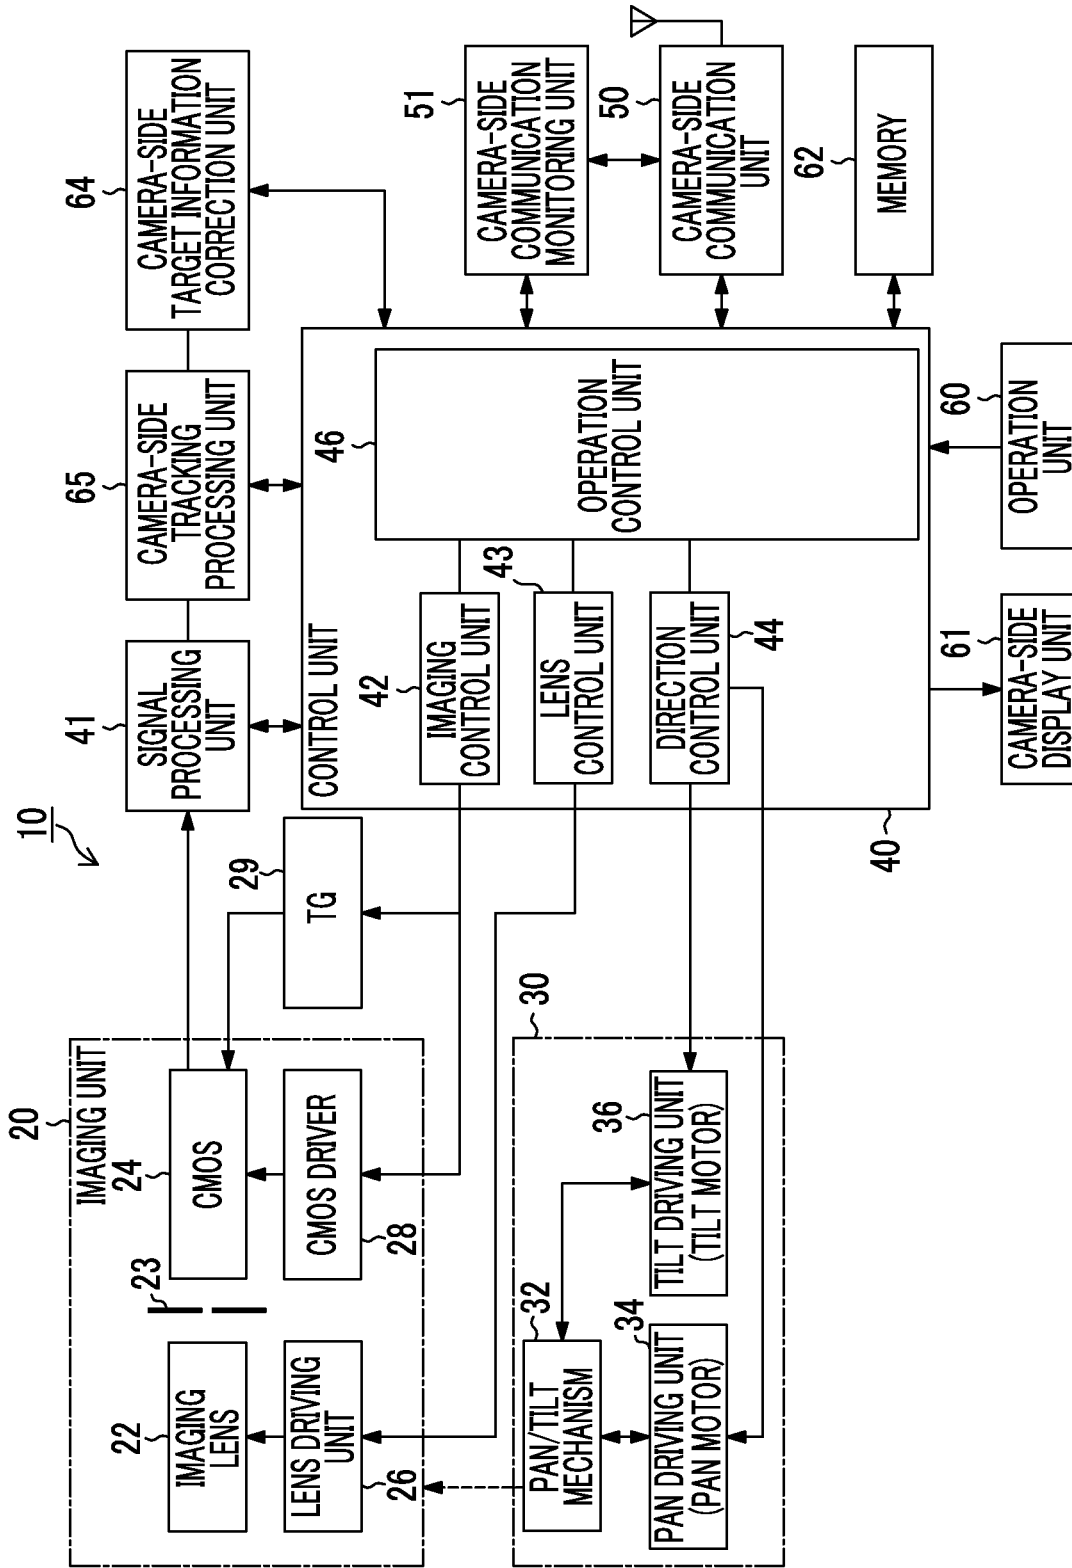 10
20
IMAGING UNIT
22
IMAGING
LENS
23
24
CMOS
LENS DRIVING
UNIT
26
CMOS DRIVER
28
29
TG
30
32
PAN/TILT
MECHANISM
34
PAN DRIVING UNIT
(PAN MOTOR)
36
TILT DRIVING UNIT
(TILT MOTOR)
41
SIGNAL
PROCESSING
UNIT
65
CAMERA-SIDE
TRACKING
PROCESSING UNIT
64
CAMERA-SIDE
TARGET INFORMATION
CORRECTION UNIT
CONTROL UNIT
40
42
IMAGING
CONTROL UNIT
43
LENS
CONTROL UNIT
DIRECTION
CONTROL UNIT
44
46
OPERATION
CONTROL UNIT
51
CAMERA-SIDE
COMMUNICATION
MONITORING UNIT
50
CAMERA-SIDE
COMMUNICATION
UNIT
62
MEMORY
61
CAMERA-SIDE
DISPLAY UNIT
60
OPERATION
UNIT